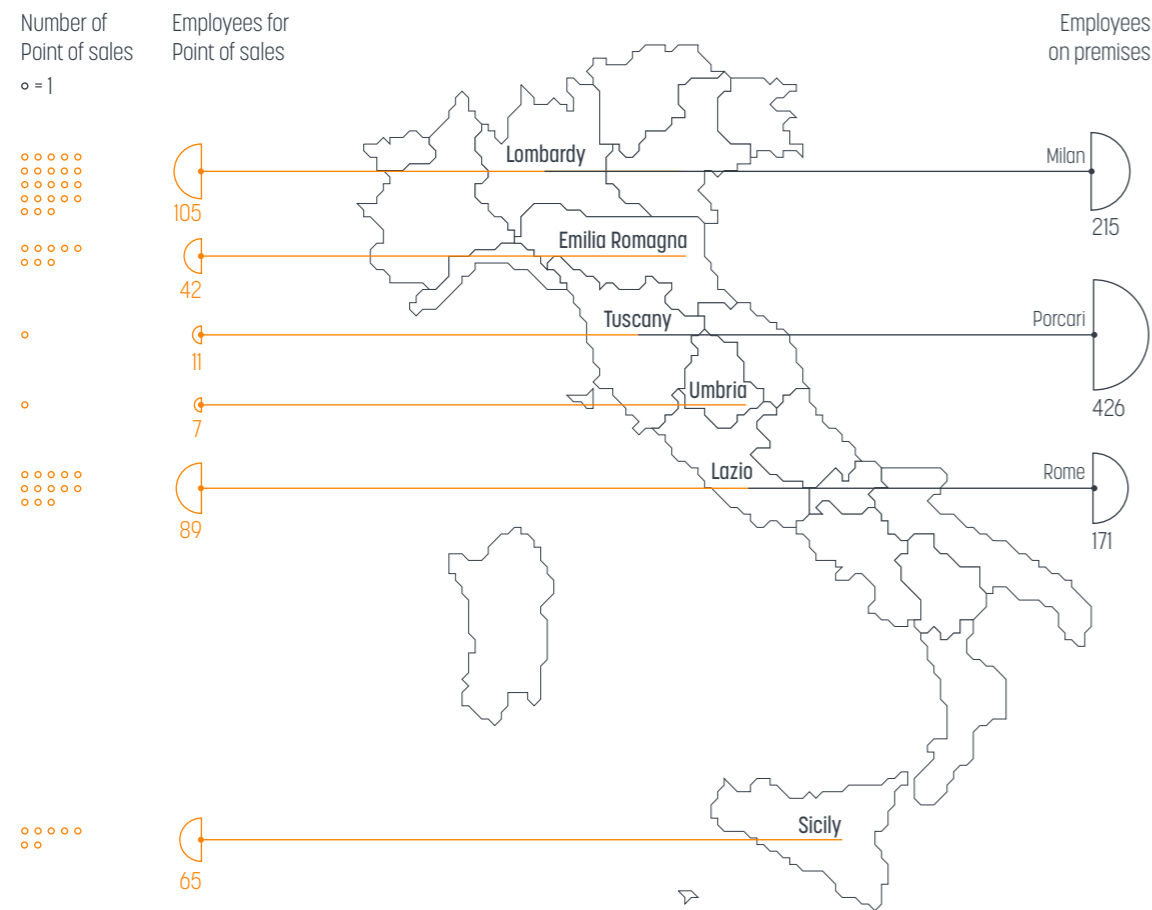 Number of
Point of sales
= 1
Employees for
Point of sales
Employees
on premises
Lombardy
Milan
105
215
Emilia Romagna
42
Tuscany
Porcari
11
426
Umbria
7
Lazio
Rome
89
171
Sicily
65